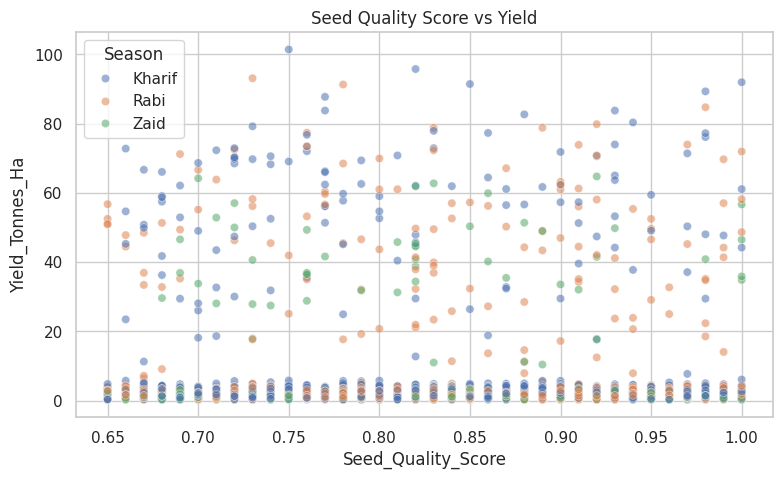 Seed Quality Score vs Yield
Season
Kharif
Rabi
Zaid
Yield_Tonnes_Ha
100
80
60
40
20
0
0.65 0.70 0.75 0.80 0.85 0.90 0.95 1.00
Seed_Quality_Score